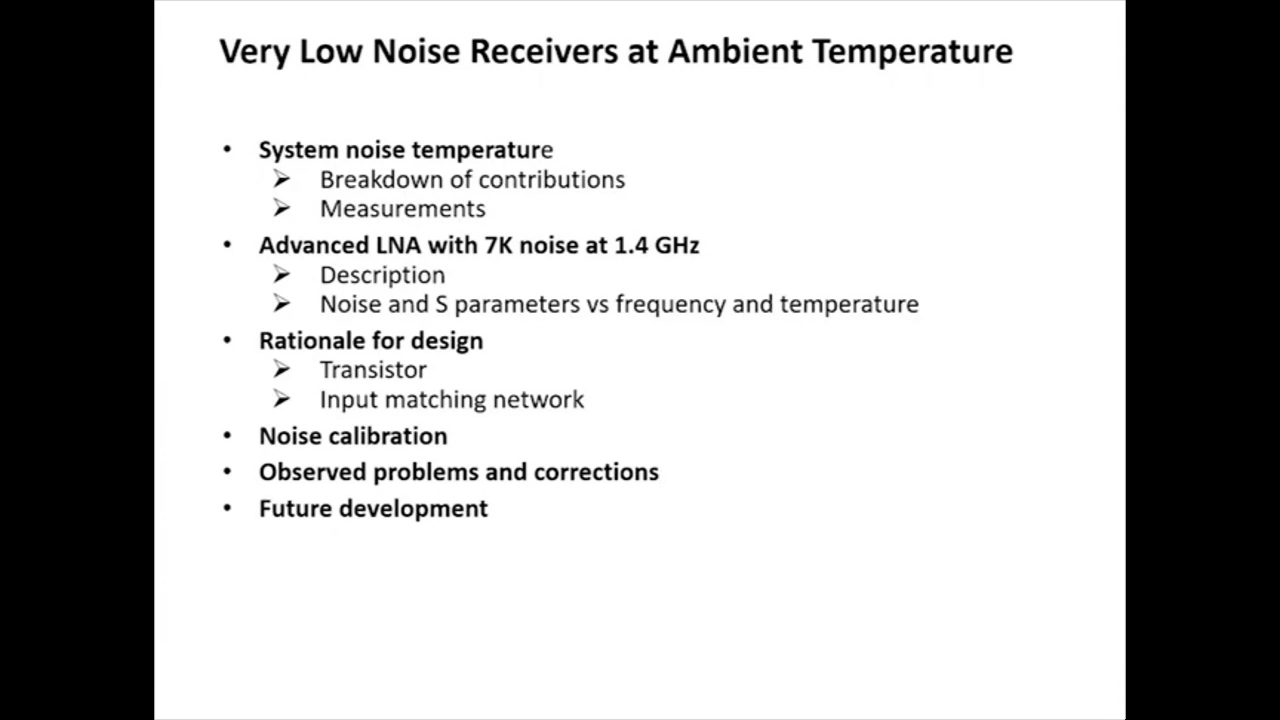 Very Low Noise Receivers at Ambient Temperature
• System noise temperature
➢ Breakdown of contributions
➢ Measurements
• Advanced LNA with 7K noise at 1.4 GHz
➢ Description
➢ Noise and S parameters vs frequency and temperature
• Rationale for design
➢ Transistor
➢ Input matching network
• Noise calibration
• Observed problems and corrections
• Future development